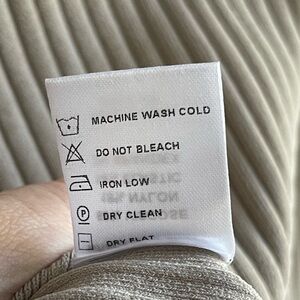 MACHINE WASH COLD
DO NOT BLEACH
IRON LOW
P DRY CLEAN
DRY FLAT